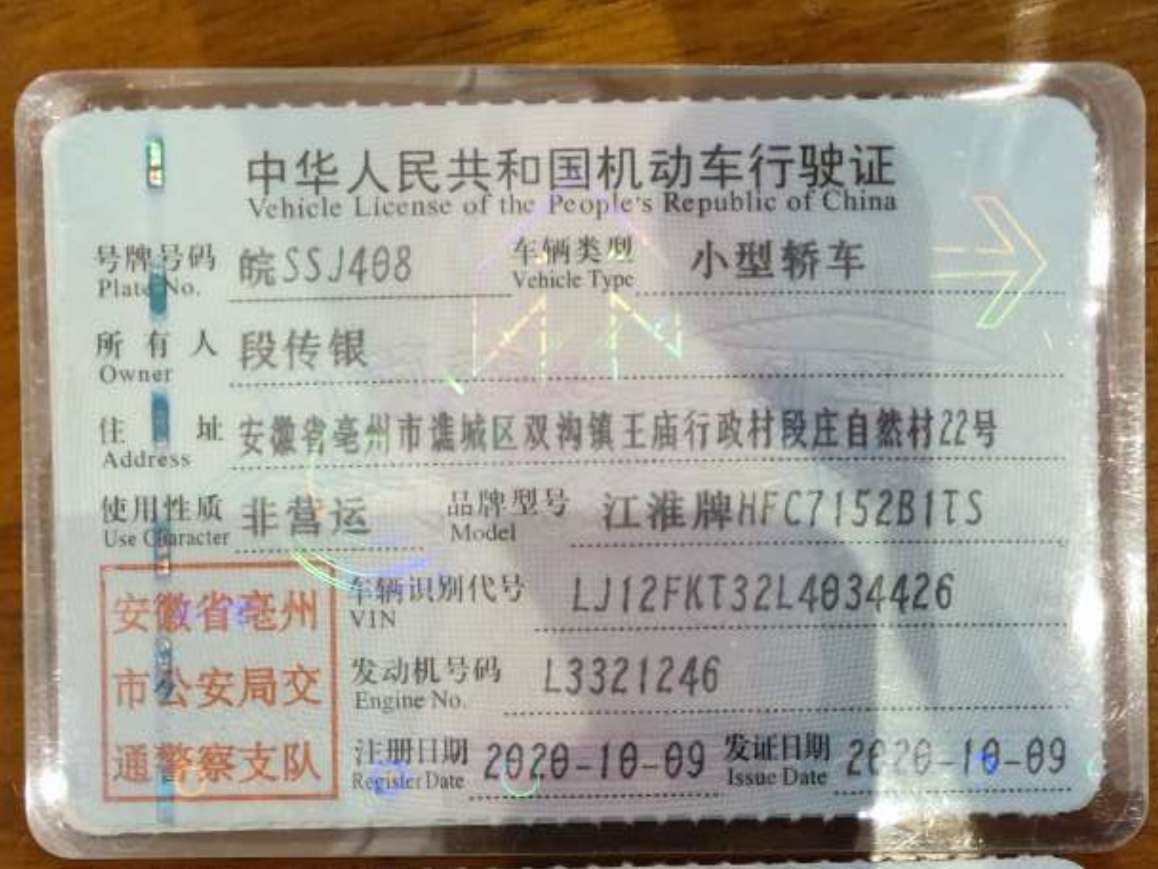 中华人民共和国机动车行驶证
Vehicle License of the People's Republic of China
号牌号码 皖SSJ408 车辆类型 小型轿车
Plate No. Vehicle Type
所有人 段传银
Owner
住址 安徽省亳州市谯城区双沟镇王庙行政村段庄自然村22号
Address
使用性质 非营运 品牌型号 江淮牌HFC7152B1TS
Use Character Model
安徽省亳州 车辆识别代号 LJ12FKT32L4034426
VIN
市公安局交 发动机号码 L3321246
Engine No.
通警察支队 注册日期 2020-10-09 发证日期 2020-10-09
Register Date Issue Date